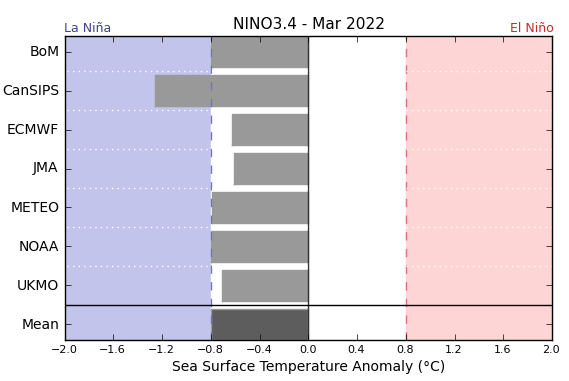 NINO3.4 - Mar 2022
La Niña El Niño
BoM
CanSIPS
ECMWF
JMA
METEO
NOAA
UKMO
Mean
−2.0 −1.6 −1.2 −0.8 −0.4 0.0 0.4 0.8 1.2 1.6 2.0
Sea Surface Temperature Anomaly (°C)